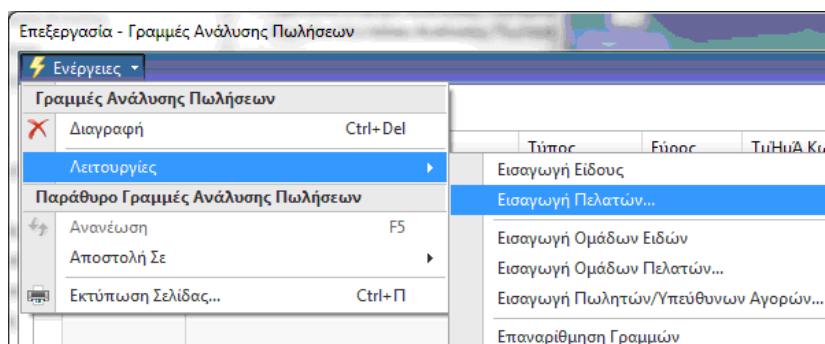 Επεξεργασία - Γραμμές Ανάλυσης Πωλήσεων
Ενέργειες
Γραμμές Ανάλυσης Πωλήσεων
Διαγραφή Ctrl+Del
Λειτουργίες
Παράθυρο Γραμμές Ανάλυσης Πωλήσεων
Ανανέωση F5
Αποστολή Σε
Εκτύπωση Σελίδας... Ctrl+Π
Τύπος Εύρος
Εισαγωγή Είδους
Εισαγωγή Πελατών...
Εισαγωγή Ομάδων Ειδών
Εισαγωγή Ομάδων Πελατών...
Εισαγωγή Πωλητών/Υπεύθυνων Αγορών...
Επαναρίθμηση Γραμμών